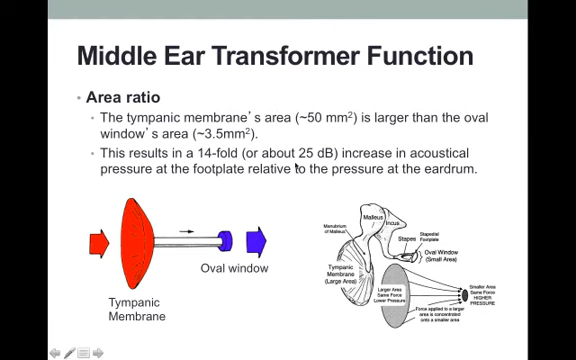 Middle Ear Transformer Function
Area ratio
The tympanic membrane's area (~50 mm²) is larger than the oval
window's area (~3.5mm²).
This results in a 14-fold (or about 25 dB) increase in acoustical
pressure at the footplate relative to the pressure at the eardrum.
Oval window
Tympanic
Membrane
Malleus
Incus
Manubrium
of Malleus
Stapes
Stapedial
Footplate
Oval Window
(Small Area)
Tympanic
Membrane
(Large Area)
Larger Area
Same Force
Lower Pressure
Smaller Area
Same Force
HIGHER
PRESSURE
Force applied to a larger
area is concentrated
onto a smaller area